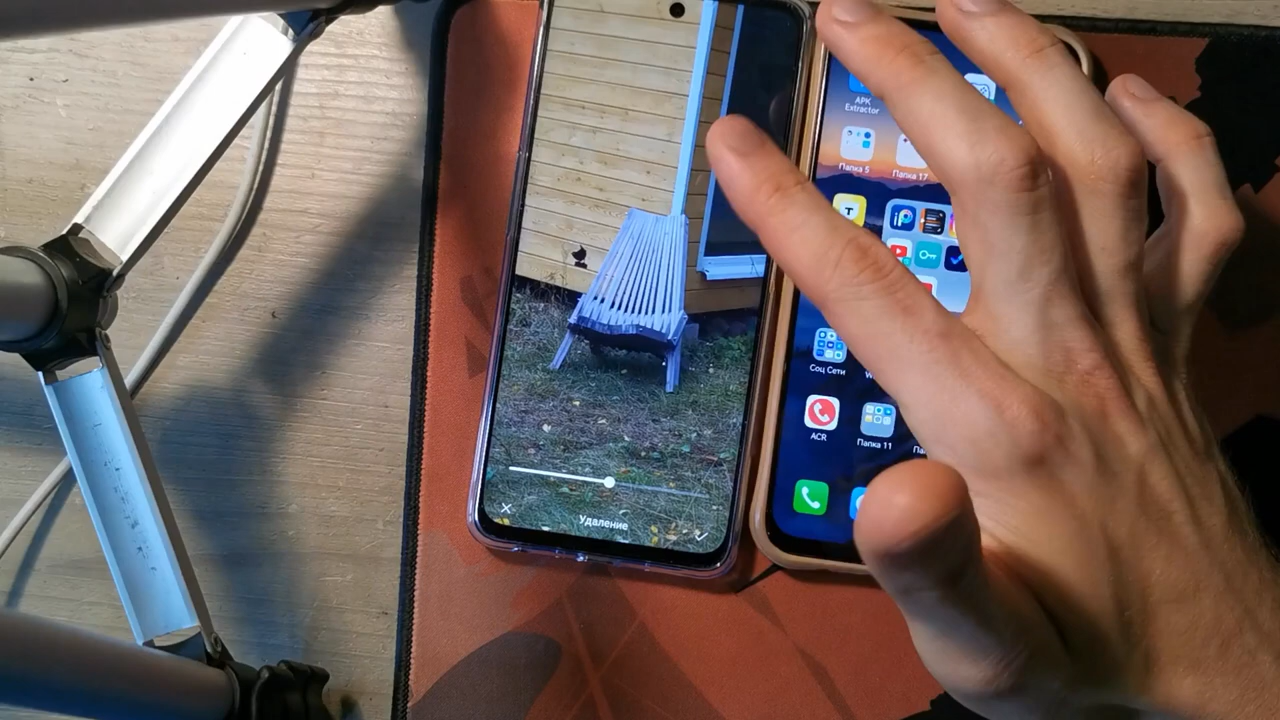 Удаление
APK
Extractor
Папка 5
Папка 17
Соц Сети
ACR
Папка 11